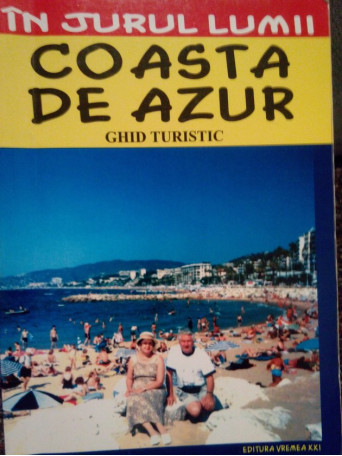 ÎN JURUL LUMII
COASTA
DE AZUR
GHID TURISTIC
EDITURA VREMEA XXI